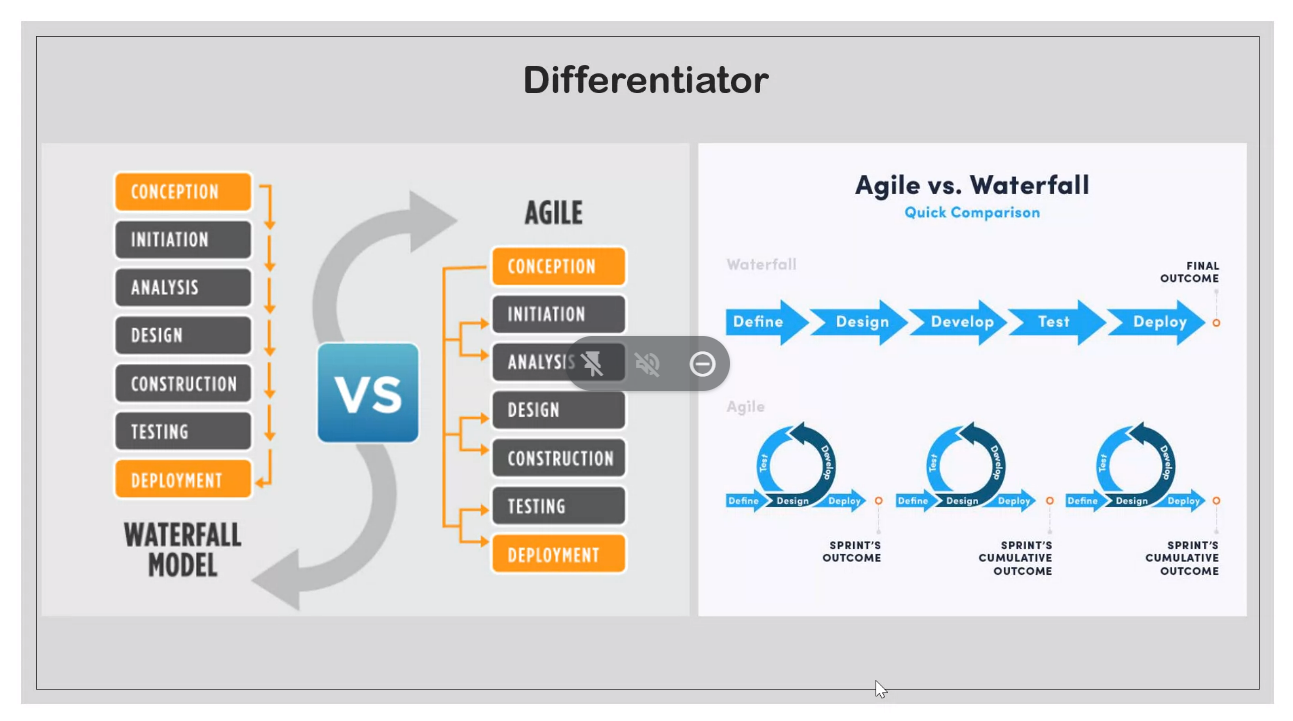 Differentiator
CONCEPTION
INITIATION
ANALYSIS
DESIGN
CONSTRUCTION
TESTING
DEPLOYMENT
WATERFALL
MODEL
VS
AGILE
CONCEPTION
INITIATION
ANALYSIS
DESIGN
CONSTRUCTION
TESTING
DEPLOYMENT
Agile vs. Waterfall
Quick Comparison
Waterfall
FINAL
OUTCOME
Define
Design
Develop
Test
Deploy
Agile
Test
Develop
Define
Design
Deploy
SPRINT'S
OUTCOME
Test
Develop
Define
Design
Deploy
SPRINT'S
CUMULATIVE
OUTCOME
Test
Develop
Define
Design
Deploy
SPRINT'S
CUMULATIVE
OUTCOME